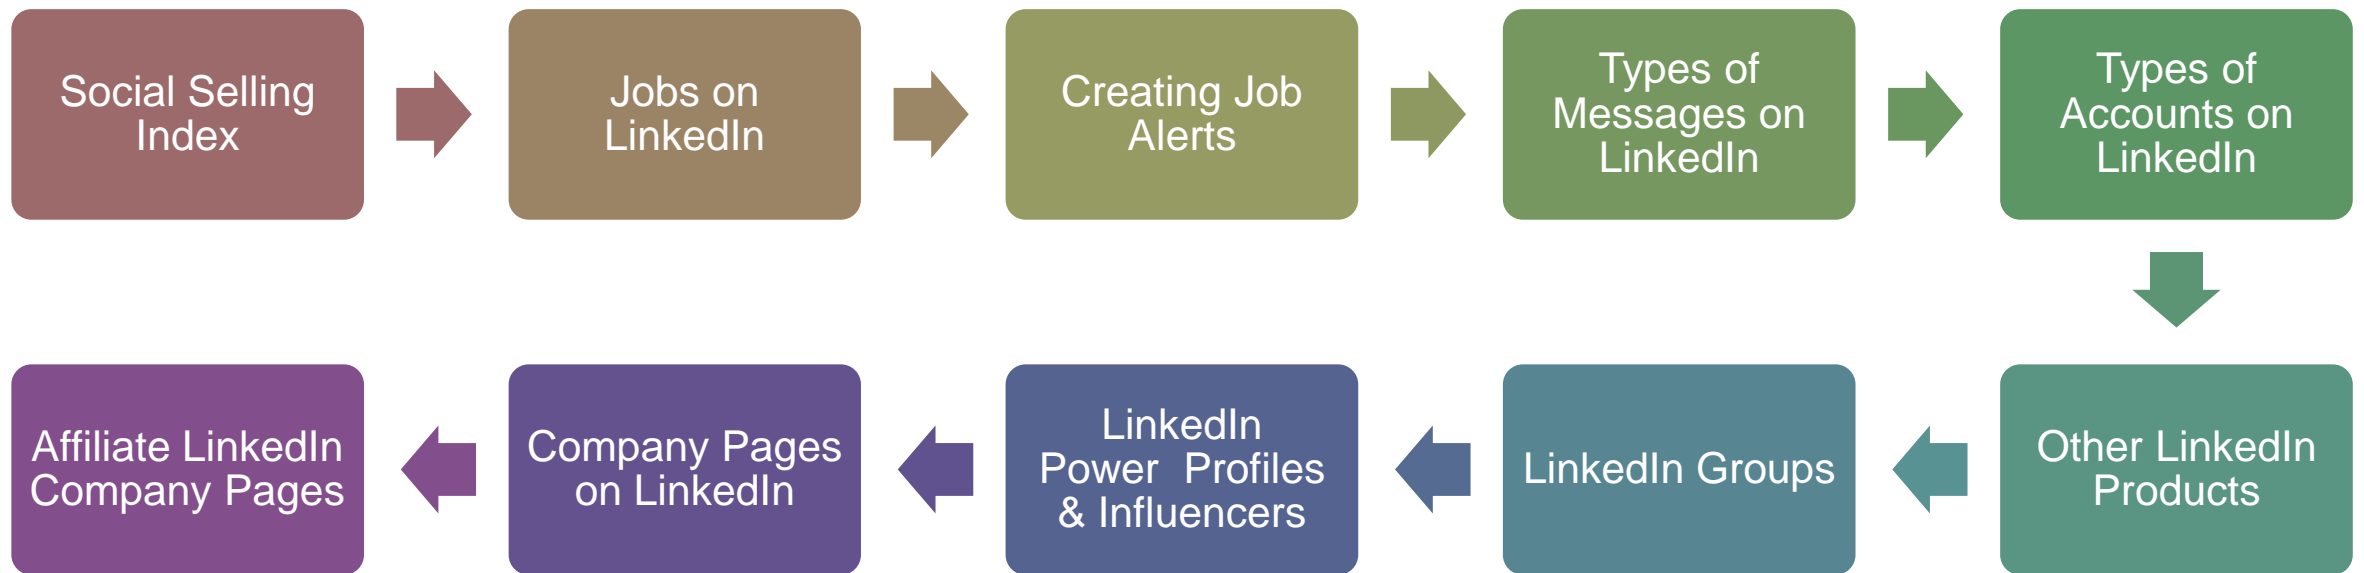 Social Selling
Index
Jobs on
LinkedIn
Creating Job
Alerts
Types of
Messages on
LinkedIn
Types of
Accounts on
LinkedIn
Other LinkedIn
Products
LinkedIn Groups
LinkedIn
Power  Profiles
& Influencers
Company Pages
on LinkedIn
Affiliate LinkedIn
Company Pages